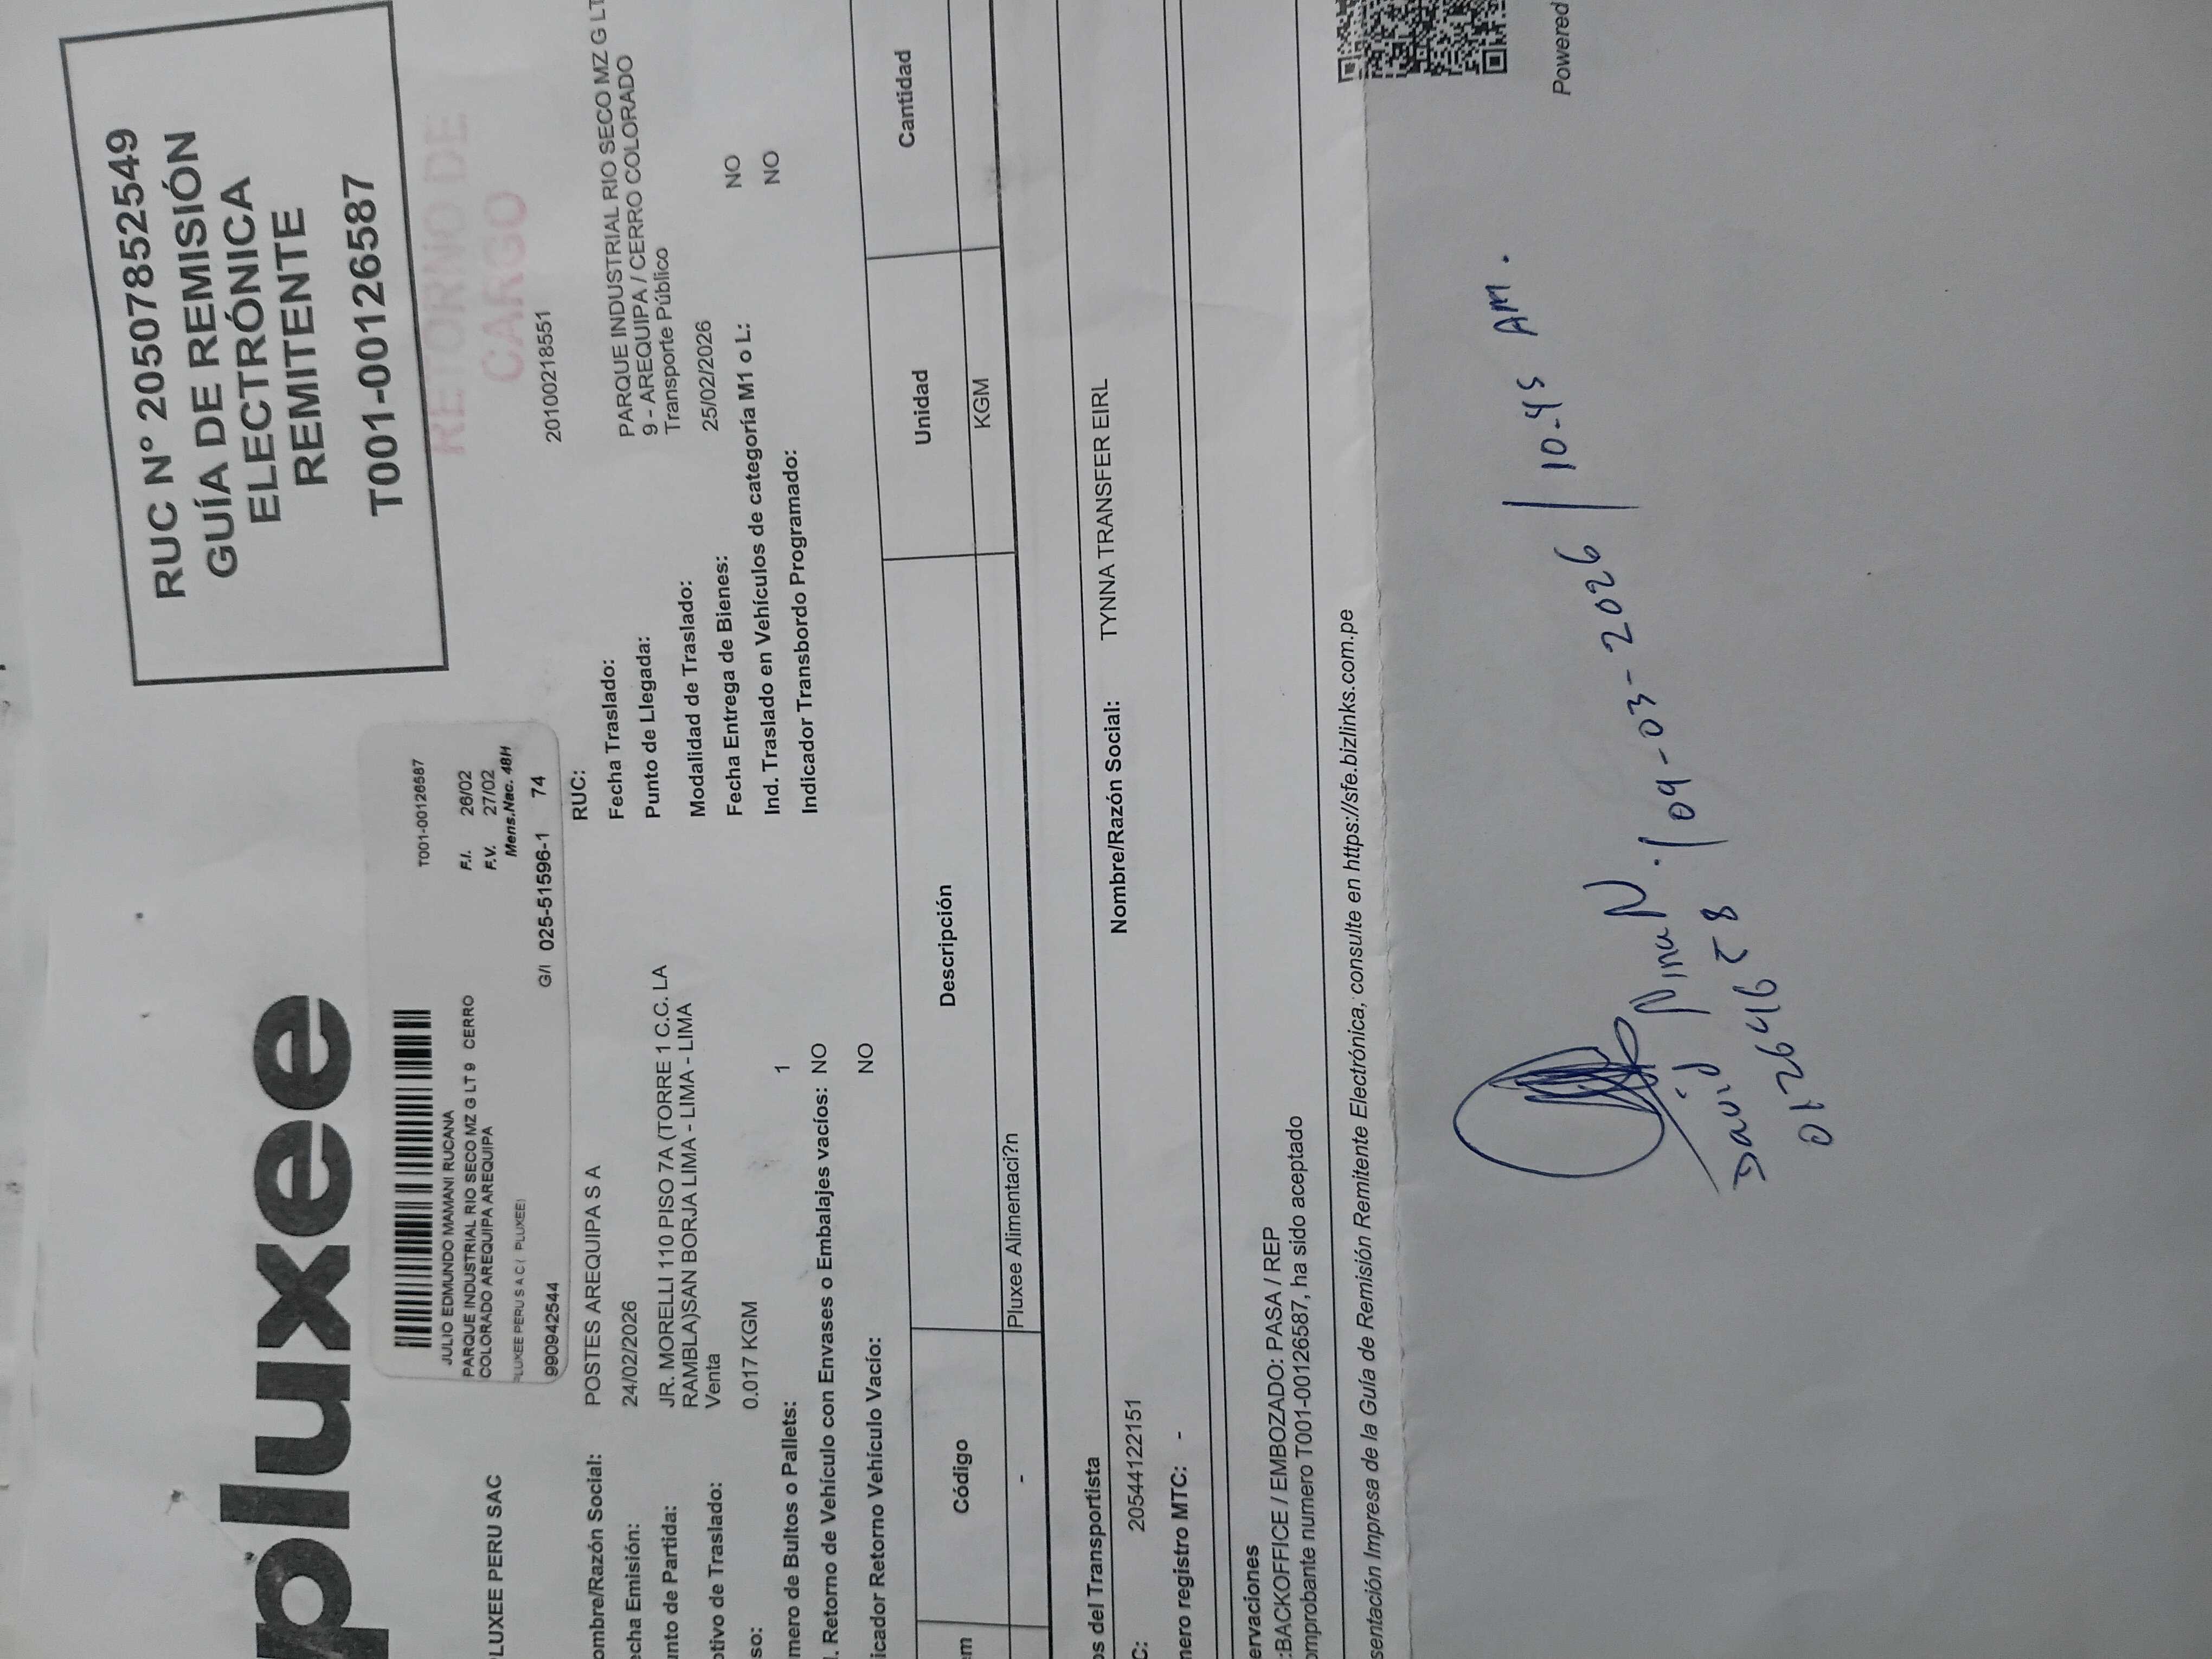 pluxee
RUC N° 20507852549
GUÍA DE REMISIÓN
ELECTRÓNICA
REMITENTE
T001-00126587
RETORNO DE
CARGO
T001-00126587
JULIO EDMUNDO MAMANI RUCANA
PARQUE INDUSTRIAL RIO SECO MZ G LT 9 CERRO
COLORADO AREQUIPA AREQUIPA
F.I. 26/02
F.V. 27/02
Mens.Nac. 48H
PLUXEE PERU S A C ( PLUXEE)
990942544
G/I 025-51596-1 74
LUXEE PERU SAC
ombre/Razón Social: POSTES AREQUIPA S A
RUC: 20100218551
echa Emisión: 24/02/2026
Fecha Traslado:
unto de Partida: JR. MORELLI 110 PISO 7A (TORRE 1 C.C. LA
RAMBLA)SAN BORJA LIMA - LIMA - LIMA
Punto de Llegada: PARQUE INDUSTRIAL RIO SECO MZ G LT
9 - AREQUIPA / CERRO COLORADO
otivo de Traslado: Venta
Modalidad de Traslado: Transporte Público
so: 0.017 KGM
Fecha Entrega de Bienes: 25/02/2026
mero de Bultos o Pallets: 1
Ind. Traslado en Vehículos de categoría M1 o L: NO
. Retorno de Vehículo con Envases o Embalajes vacíos: NO
Indicador Transbordo Programado: NO
icador Retorno Vehículo Vacío: NO
em Código Descripción Unidad Cantidad
- Pluxee Alimentaci?n KGM
os del Transportista
C: 20544122151
Nombre/Razón Social: TYNNA TRANSFER EIRL
mero registro MTC: -
ervaciones
:BACKOFFICE / EMBOZADO: PASA / REP
omprobante numero T001-00126587, ha sido aceptado
sentación Impresa de la Guía de Remisión Remitente Electrónica, consulte en https://sfe.bizlinks.com.pe
Powered
David Nina N. / 09-03-2026 / 10-45 AM.